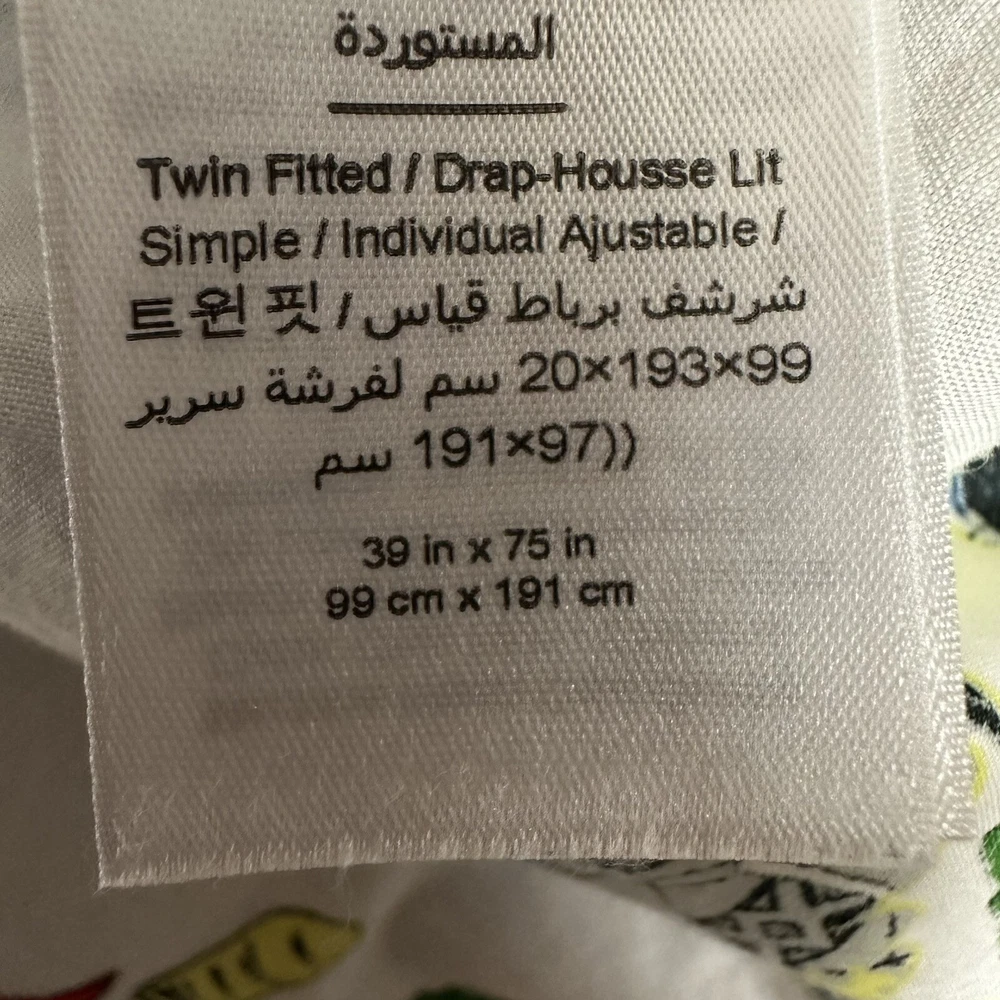 المستوردة
Twin Fitted / Drap-Housse Lit
Simple / Individual Ajustable /
트윈 핏 / شرشف برباط قياس
99×193×20 سم لفرشة سرير
((97×191 سم
39 in x 75 in
99 cm x 191 cm